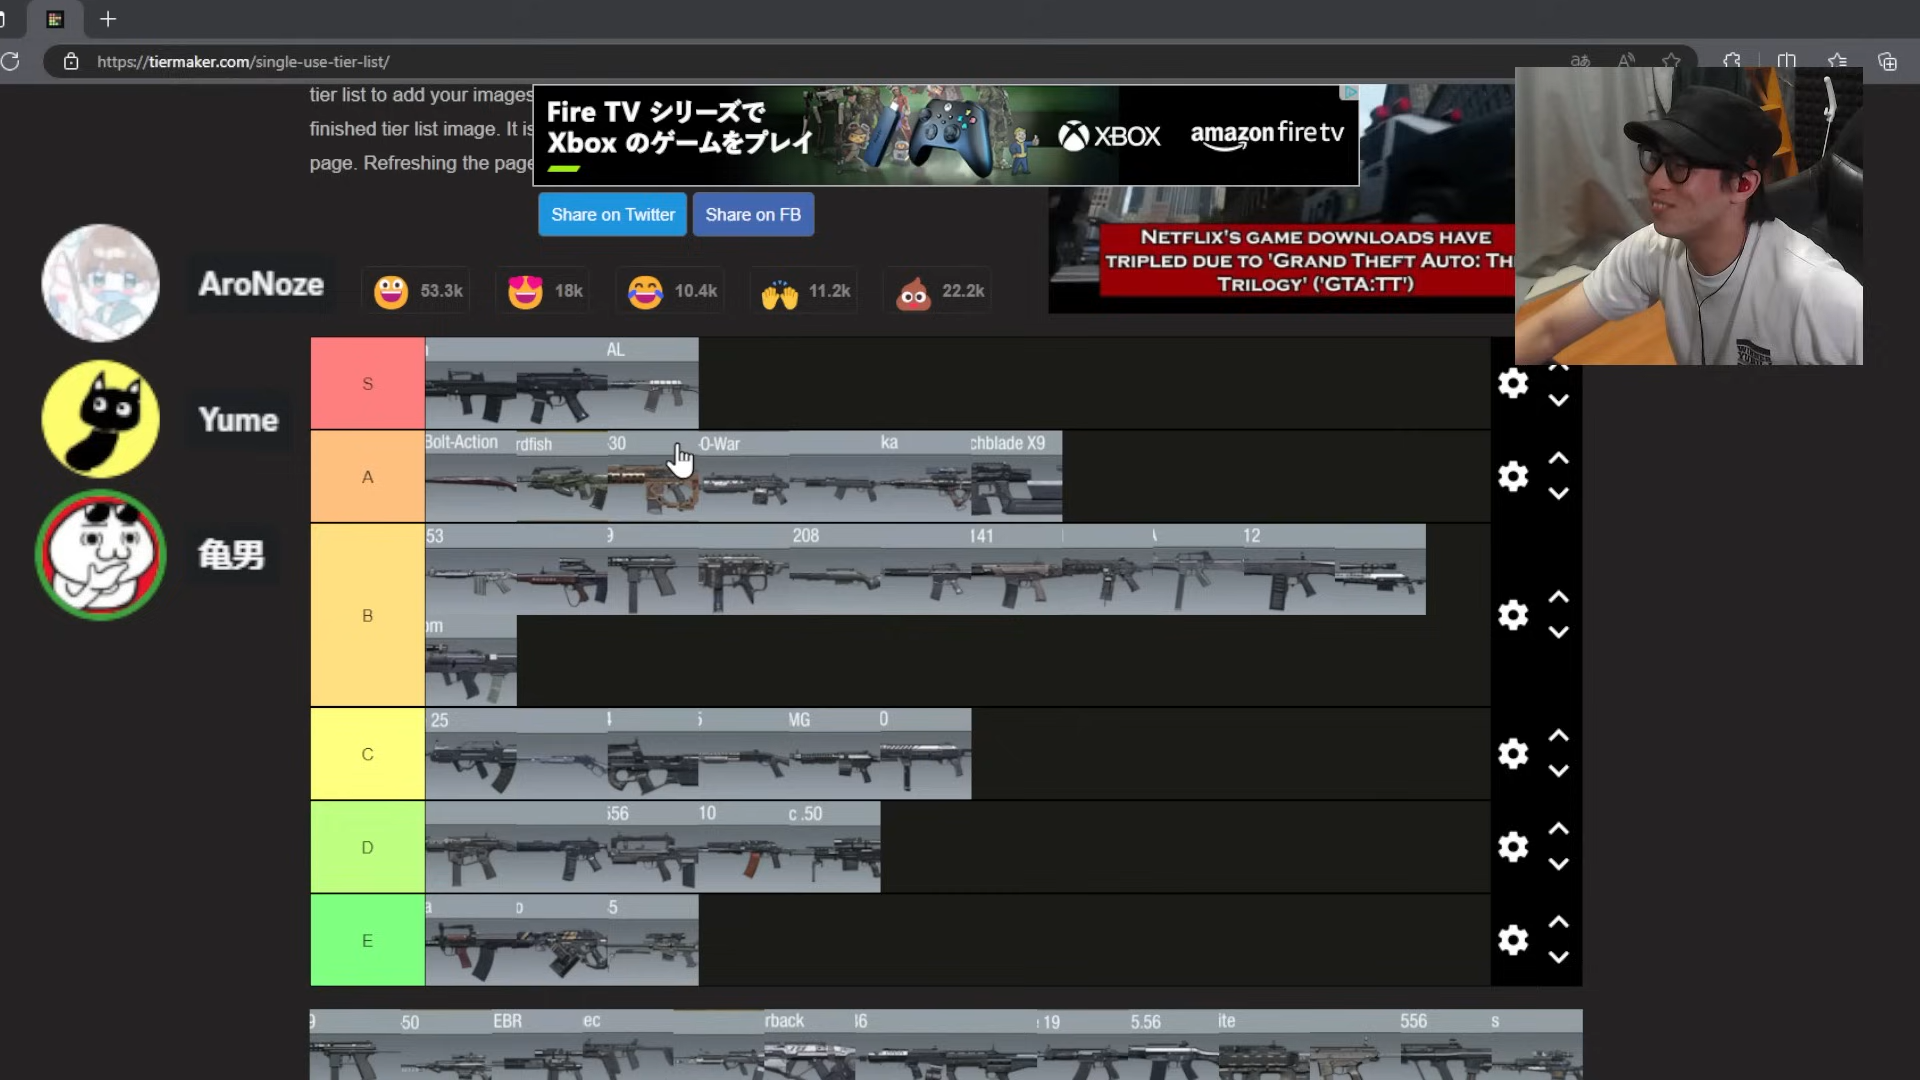 https://tiermaker.com/single-use-tier-list/
tier list to add your images
finished tier list image. It is
page. Refreshing the page
Fire TV シリーズで
Xbox のゲームをプレイ
XBOX
amazon fire tv
Share on Twitter
Share on FB
NETFLIX'S GAME DOWNLOADS HAVE
TRIPLED DUE TO 'GRAND THEFT AUTO: TH
TRILOGY' ('GTA:TT')
AroNoze
53.3k
18k
10.4k
11.2k
22.2k
Yume
亀男
S
AL
A
Bolt-Action
rdfish
30
-O-War
ka
chblade X9
B
53
9
208
141
12
om
C
25
MG
0
D
556
10
c .50
E
a
o
5
9
50
EBR
ec
rback
16
19
5.56
ite
556
s